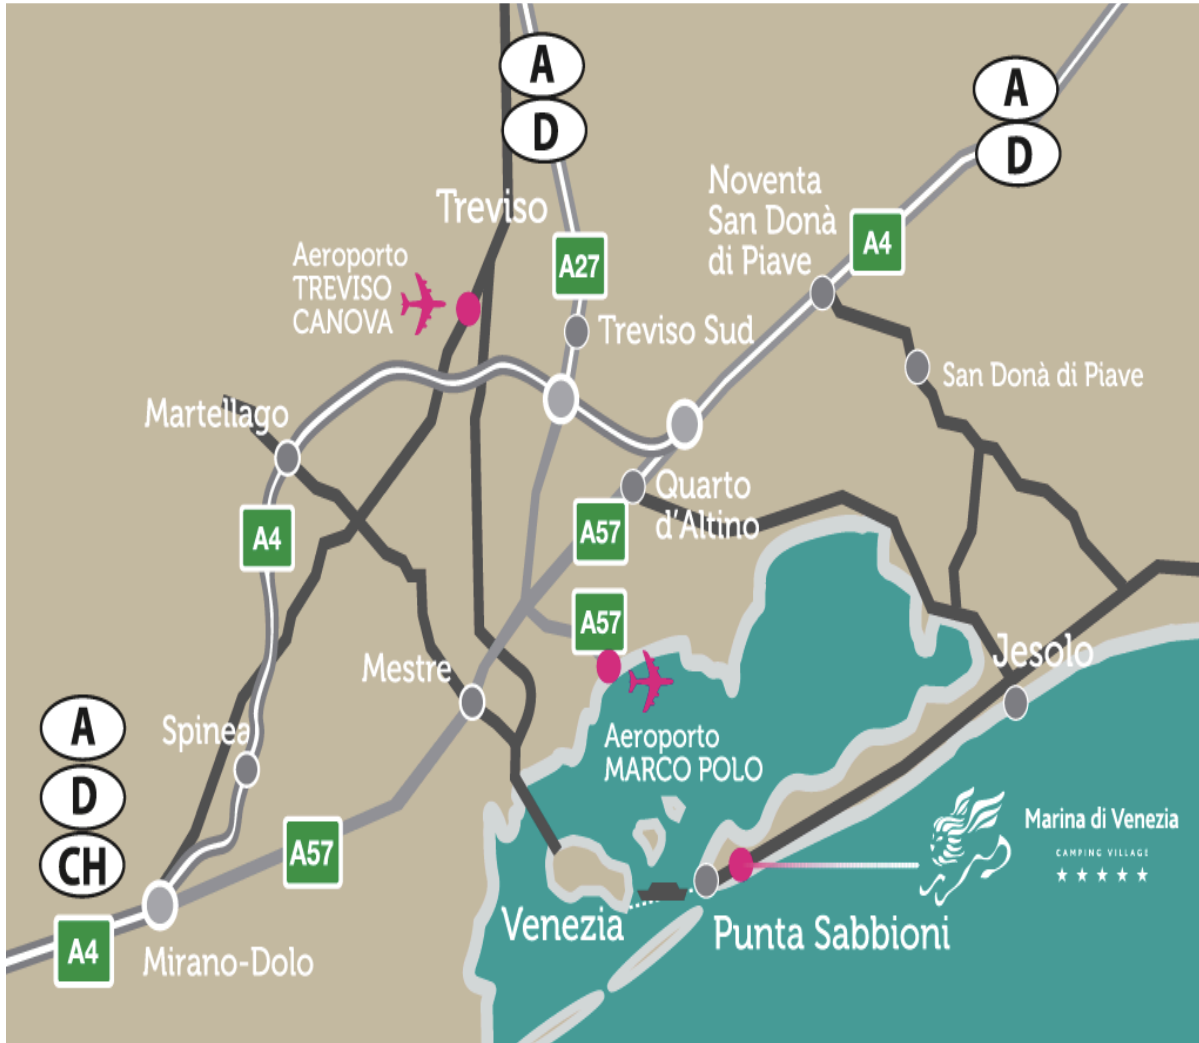 A
D
A
D
Noventa
San Donà
di Piave
A4
Treviso
A27
Aeroporto
TREVISO
CANOVA
Treviso Sud
San Donà di Piave
Martellago
Quarto
d'Altino
A4
A57
A57
Mestre
Jesolo
A
D
CH
Spinea
Aeroporto
MARCO POLO
A57
Marina di Venezia
CAMPING VILLAGE
Venezia
Punta Sabbioni
A4
Mirano-Dolo